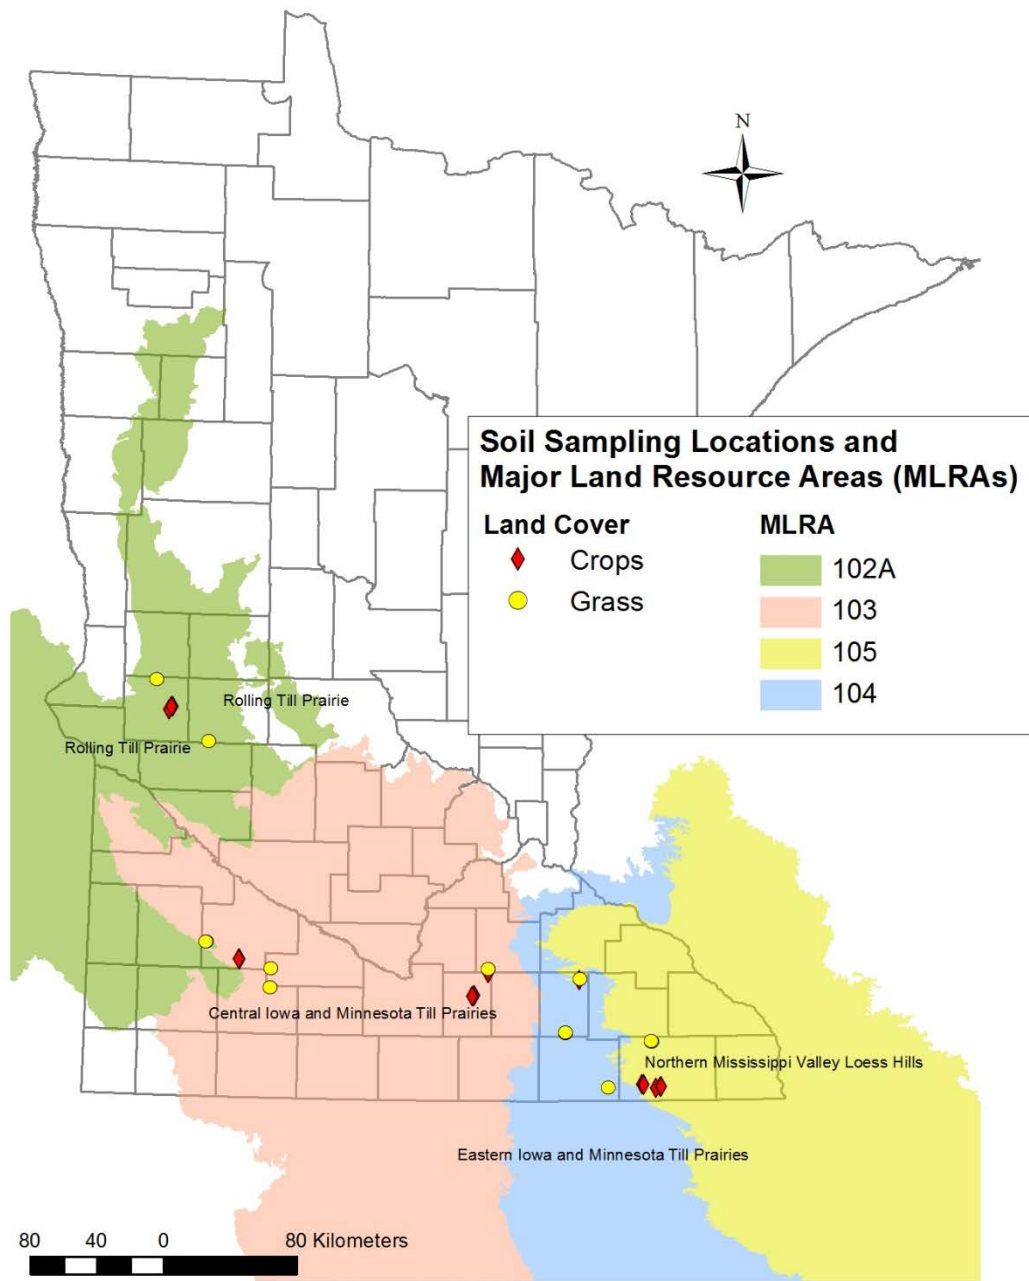 N
Soil Sampling Locations and
Major Land Resource Areas (MLRAs)
Land Cover
Crops
Grass
MLRA
102A
103
105
104
Rolling Till Prairie
Rolling Till Prairie
Central Iowa and Minnesota Till Prairies
Northern Mississippi Valley Loess Hills
Eastern Iowa and Minnesota Till Prairies
80 40 0 80 Kilometers